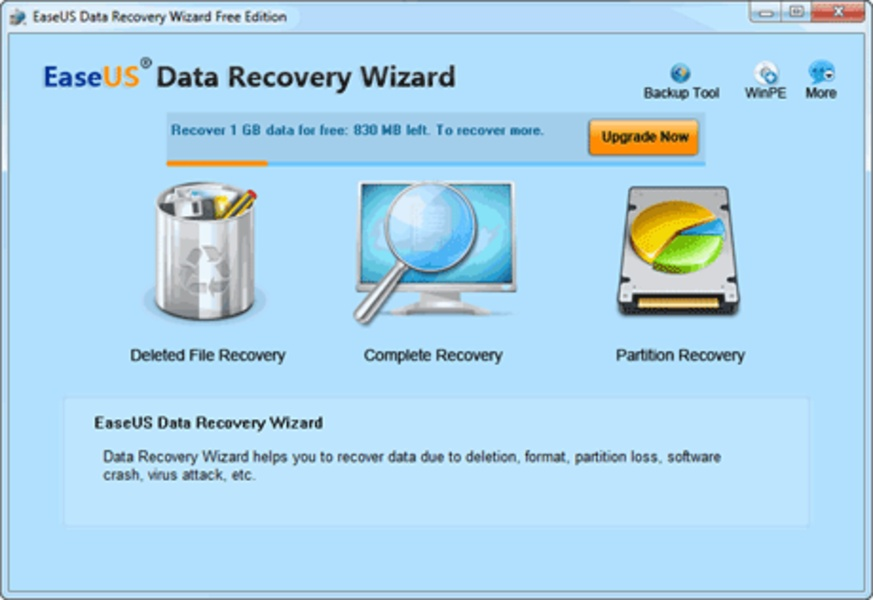 EaseUS Data Recovery Wizard Free Edition
EaseUS® Data Recovery Wizard
Backup Tool
WinPE
More
Recover 1 GB data for free: 830 MB left. To recover more.
Upgrade Now
Deleted File Recovery
Complete Recovery
Partition Recovery
EaseUS Data Recovery Wizard
Data Recovery Wizard helps you to recover data due to deletion, format, partition loss, software
crash, virus attack, etc.